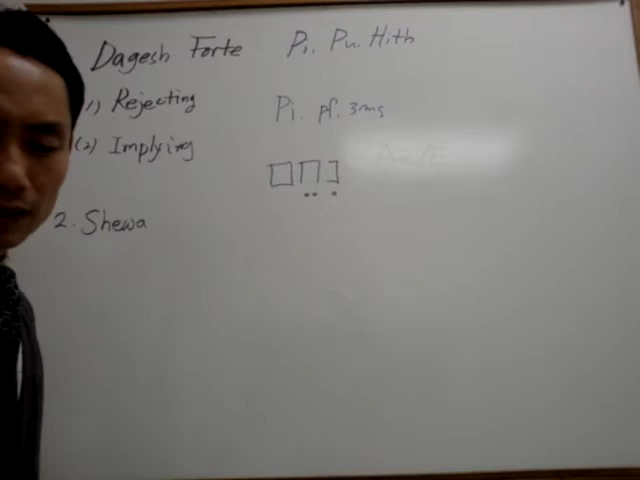 Dagesh Forte Pi. Pu. Hith
(1) Rejecting Pi. pf. 3ms
(2) Implying
2. Shewa